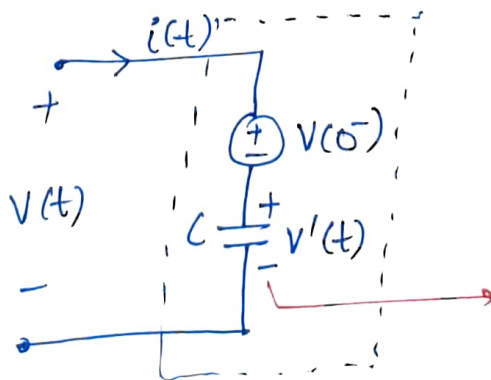 i(t)
+
+
-
V(0⁻)
V(t)
C
+
V'(t)
-
-